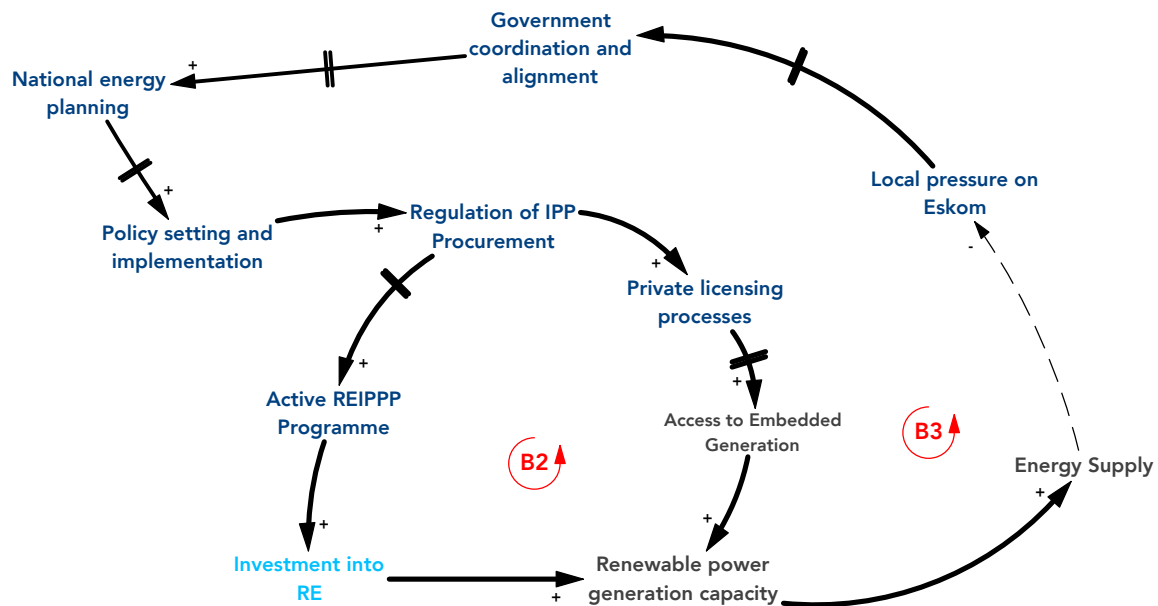 Government
coordination and
alignment
+
National energy
planning
+
Local pressure on
Eskom
-
Policy setting and
implementation
+
Regulation of IPP
Procurement
+
Private licensing
processes
+
Active REIPPP
Programme
+
Access to Embedded
Generation
B2
B3
Energy Supply
+
+
+
Investment into
RE
+
Renewable power
generation capacity